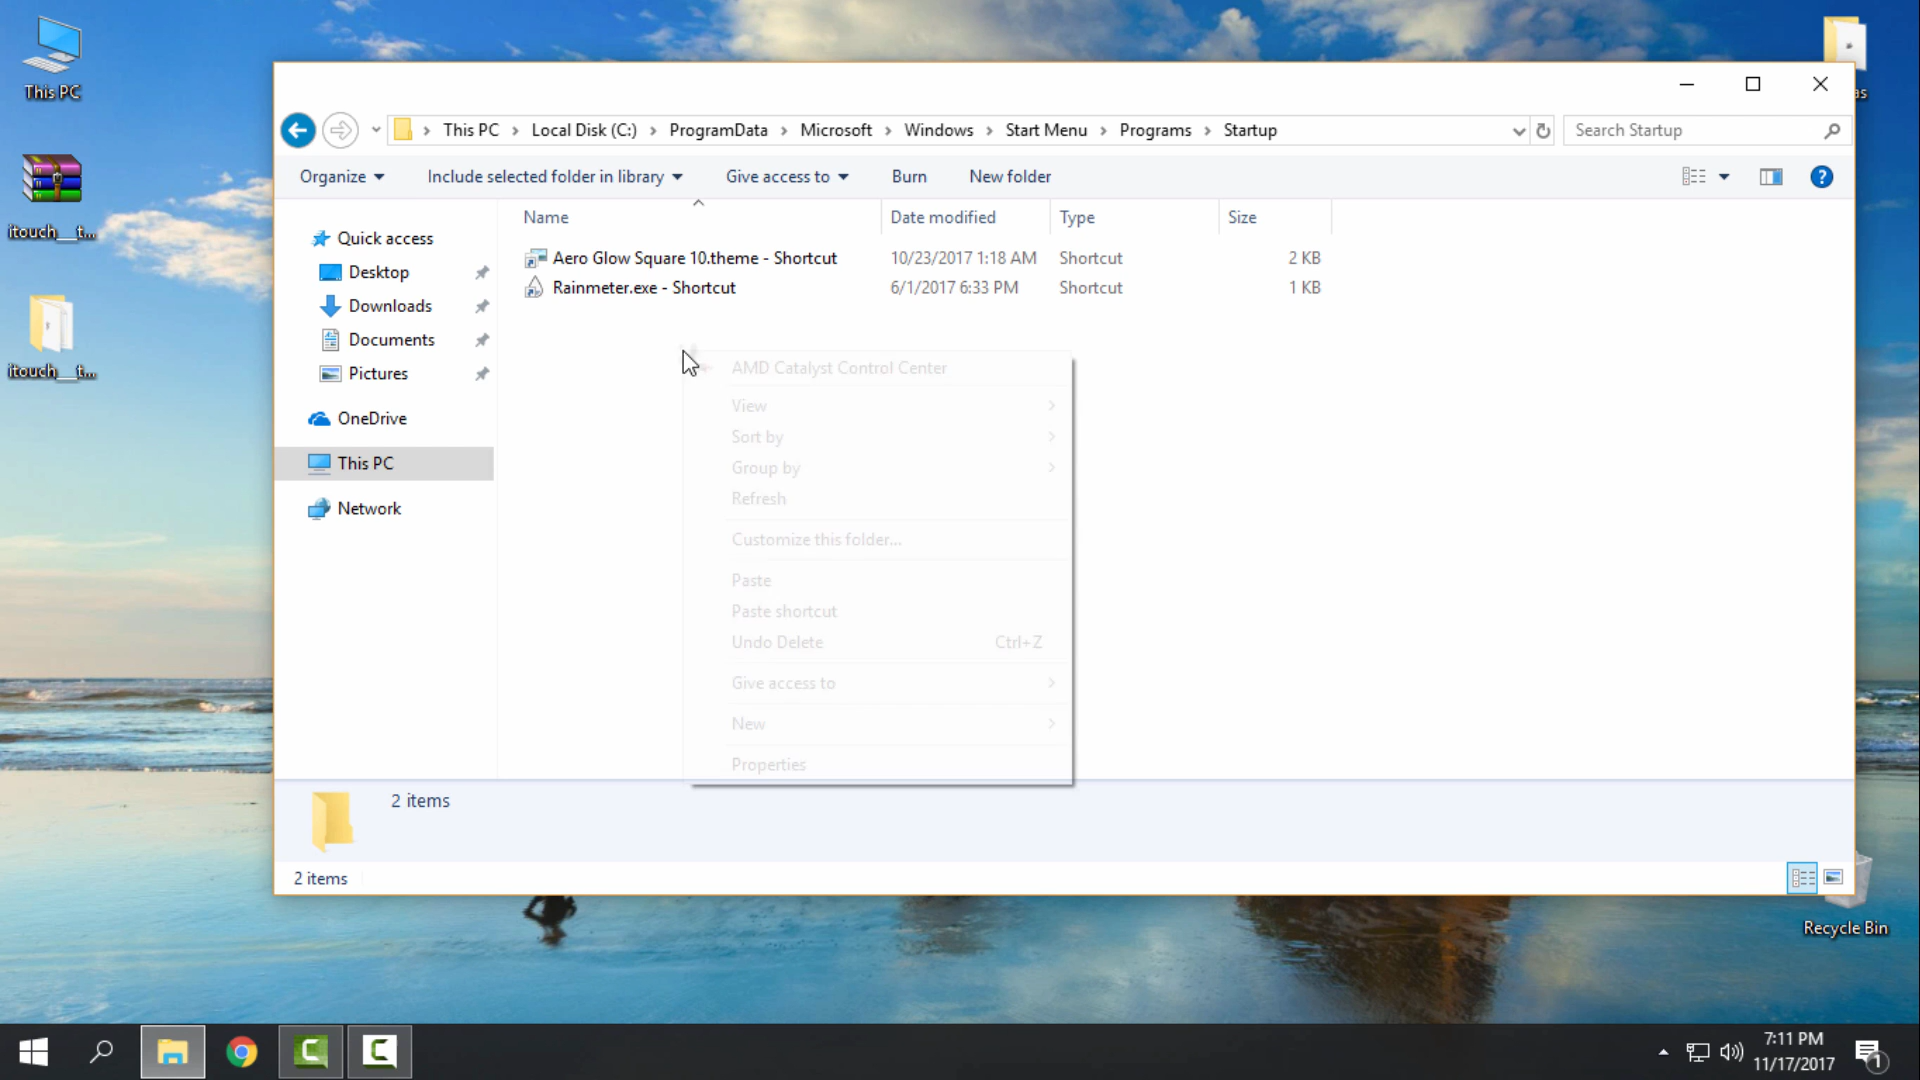 This PC
itouch__t...
itouch__t...
as
Recycle Bin
This PC > Local Disk (C:) > ProgramData > Microsoft > Windows > Start Menu > Programs > Startup
Search Startup
Organize Include selected folder in library Give access to Burn New folder
?
Name Date modified Type Size
Aero Glow Square 10.theme - Shortcut 10/23/2017 1:18 AM Shortcut 2 KB
Rainmeter.exe - Shortcut 6/1/2017 6:33 PM Shortcut 1 KB
Quick access
Desktop
Downloads
Documents
Pictures
OneDrive
This PC
Network
AMD Catalyst Control Center
View
Sort by
Group by
Refresh
Customize this folder...
Paste
Paste shortcut
Undo Delete Ctrl+Z
Give access to
New
Properties
2 items
2 items
7:11 PM
11/17/2017
1